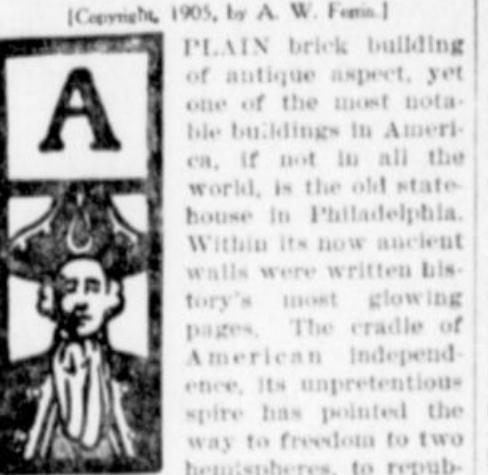 [Copyright, 1905, by A. W. Ferrin.]
A
PLAIN brick building
of antique aspect, yet
one of the most nota-
ble buildings in Ameri-
ca, if not in all the
world, is the old state-
house in Philadelphia.
Within its now ancient
walls were written his-
tory's most glowing
pages. The cradle of
American independ-
ence, its unpretentious
spire has pointed the
way to freedom to two
hemispheres, to repub-